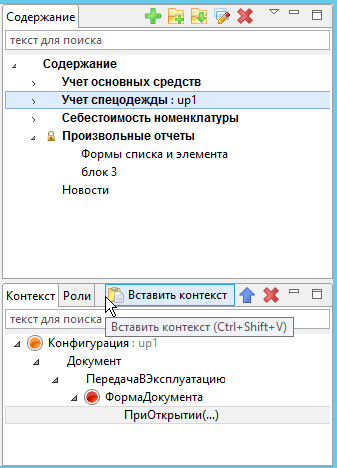 Содержание
текст для поиска
Содержание
Учет основных средств
Учет спецодежды : up1
Себестоимость номенклатуры
Произвольные отчеты
Формы списка и элемента
блок 3
Новости
Контекст Роли Вставить контекст
текст для поиска
Вставить контекст (Ctrl+Shift+V)
Конфигурация : up1
Документ
ПередачаВЭксплуатацию
ФормаДокумента
ПриОткрытии(...)